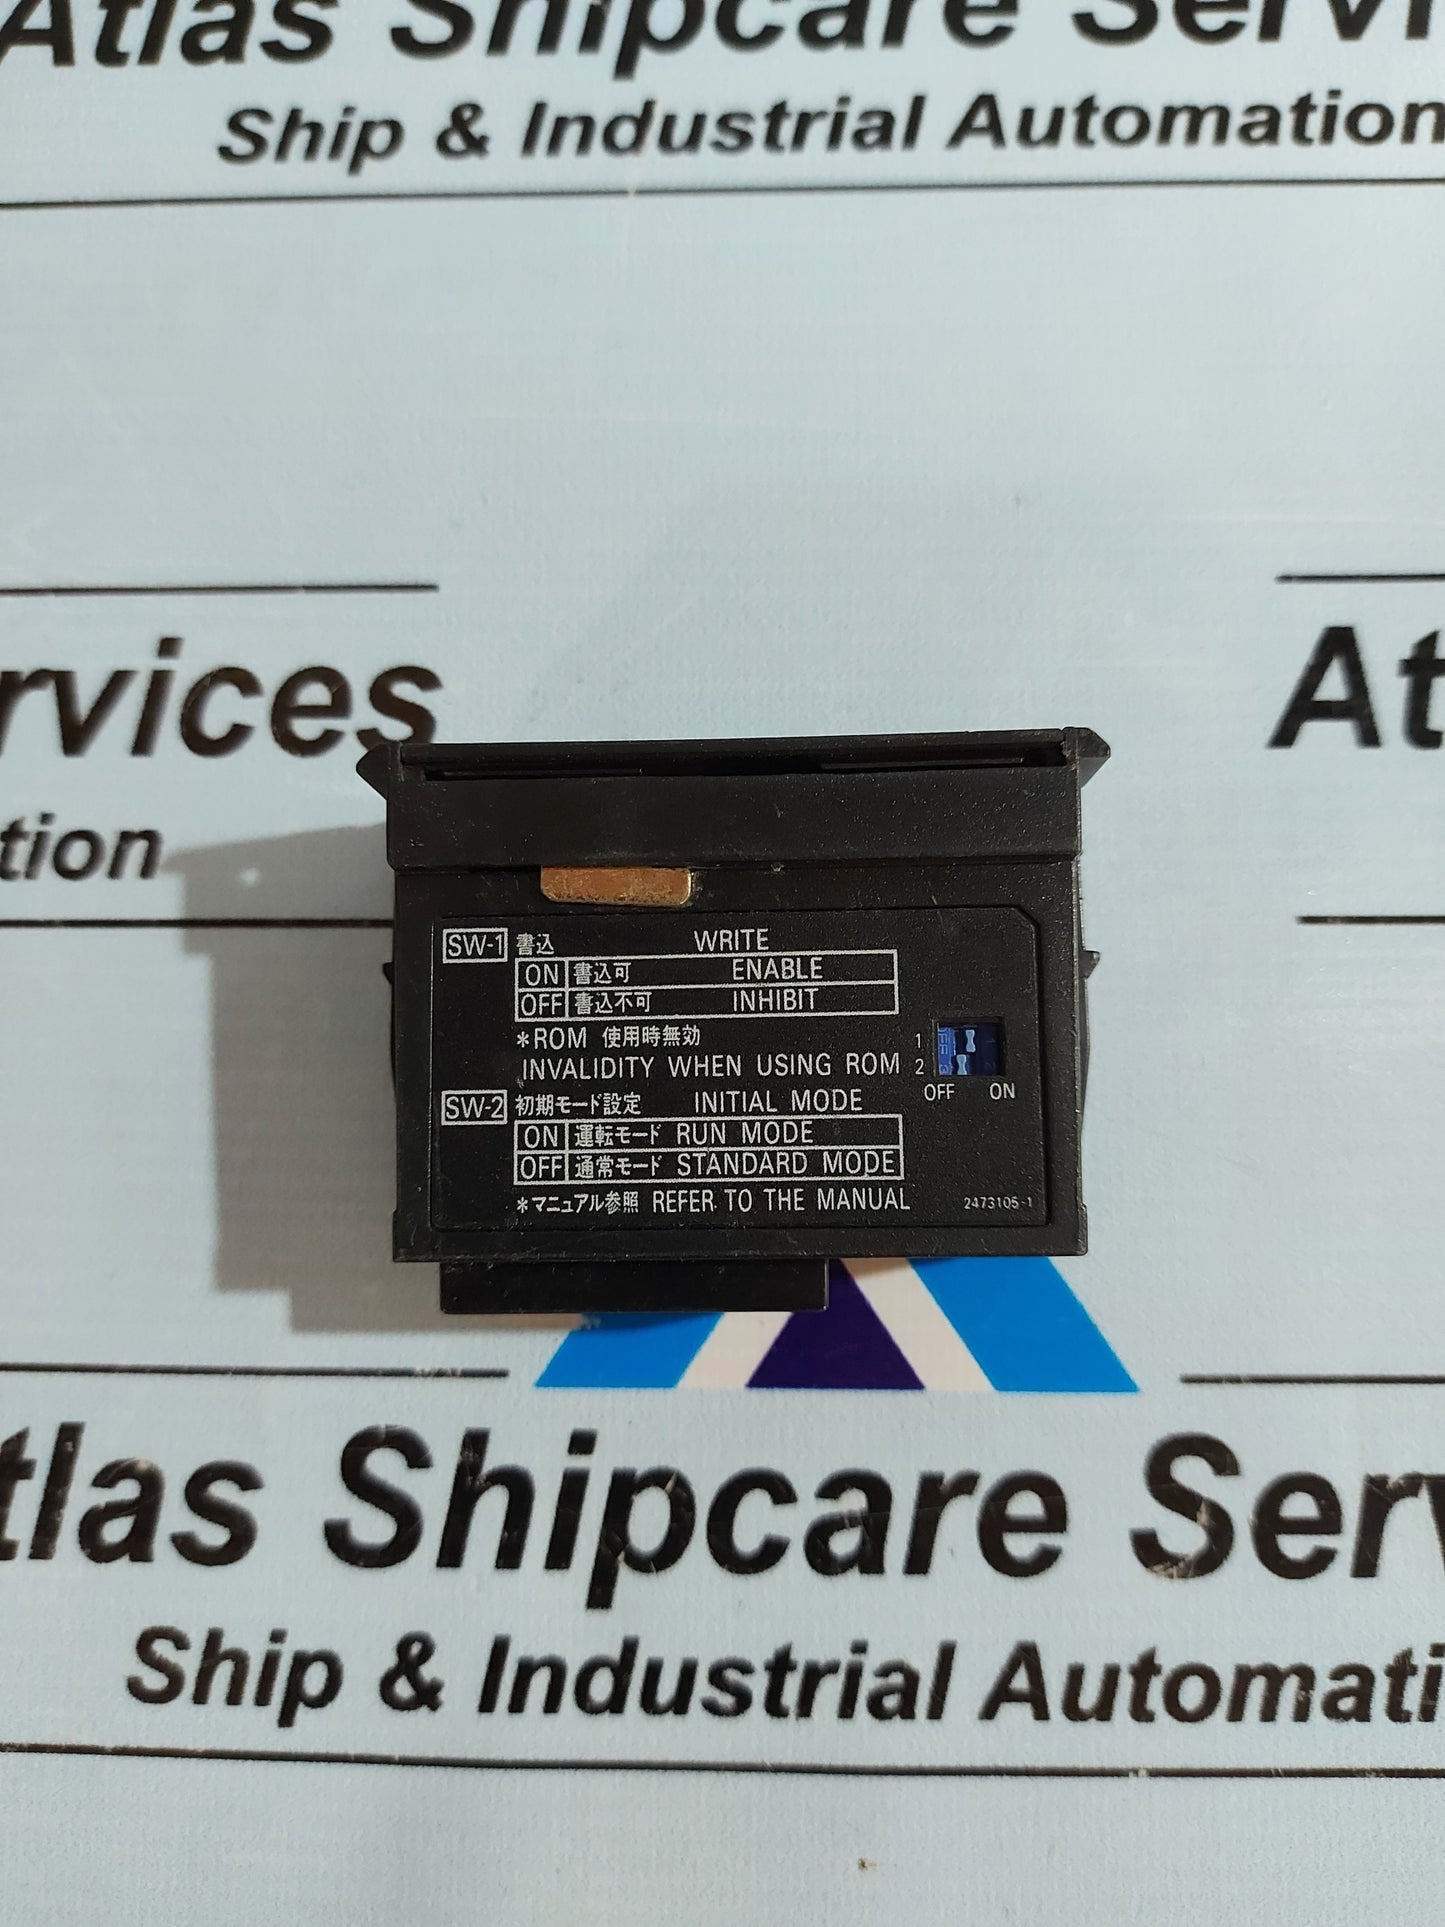 Atlas Shipcare Servi
Ship & Industrial Automation
rvices
At
tion
SW-1 書込 WRITE
ON 書込可 ENABLE
OFF 書込不可 INHIBIT
*ROM 使用時無効
INVALIDITY WHEN USING ROM
1
2
OFF ON
SW-2 初期モード設定 INITIAL MODE
ON 運転モード RUN MODE
OFF 通常モード STANDARD MODE
*マニュアル参照 REFER TO THE MANUAL
2473105-1
tlas Shipcare Serv
Ship & Industrial Automati